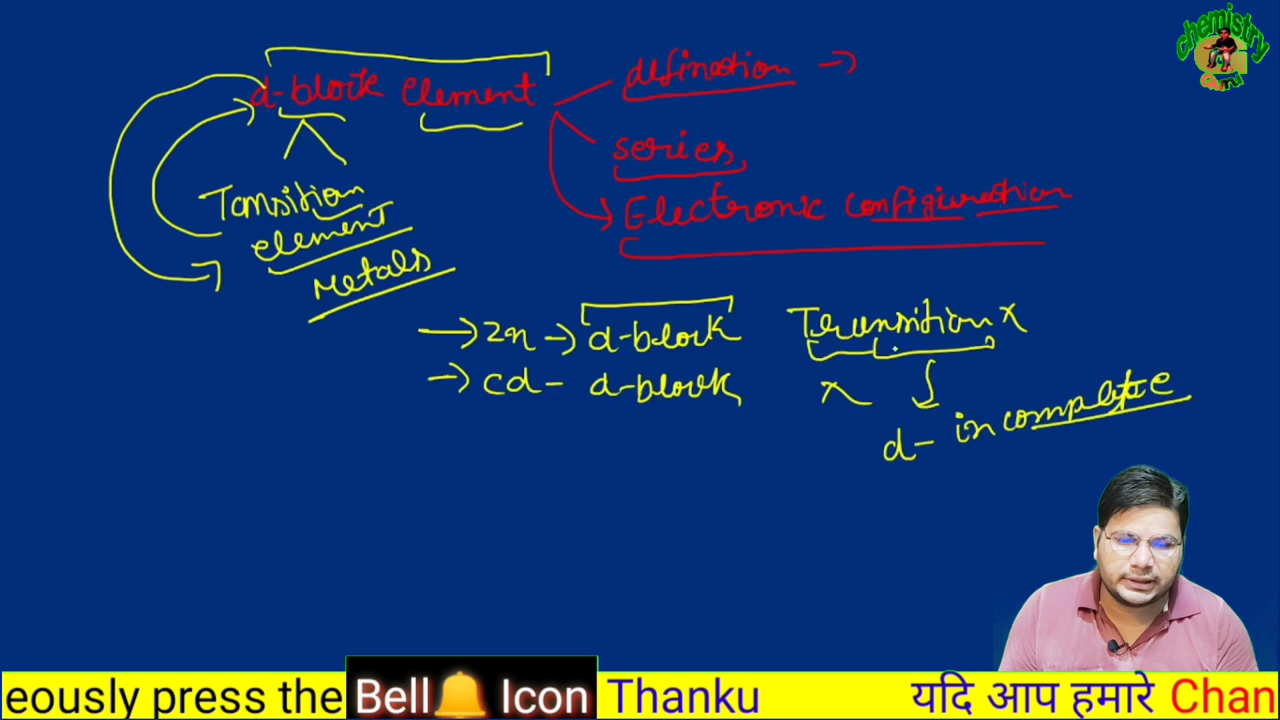 chemistry
d-block element
defination →
series,
Electronic configuration
Tansition
element
Metals
→ Zn → d-block Transition x
→ cd - d-block x
d- incomplete
eously press the Bell🔔 Icon Thanku यदि आप हमारे Chan